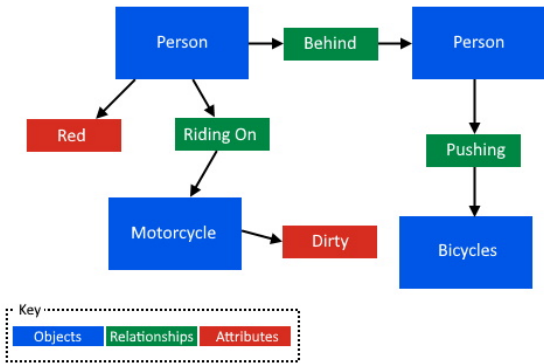 Person
Behind
Person
Red
Riding On
Pushing
Motorcycle
Dirty
Bicycles
Key
Objects
Relationships
Attributes